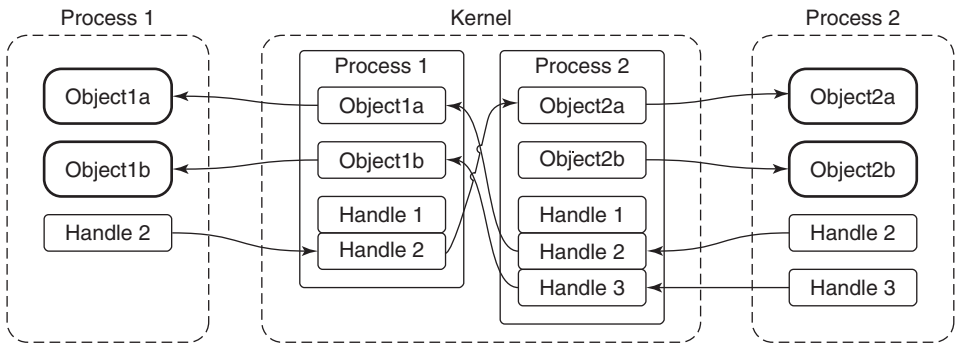 Process 1
Kernel
Process 2
Process 1
Process 2
Object1a
Object1a
Object2a
Object2a
Object1b
Object1b
Object2b
Object2b
Handle 1
Handle 1
Handle 2
Handle 2
Handle 2
Handle 2
Handle 3
Handle 3